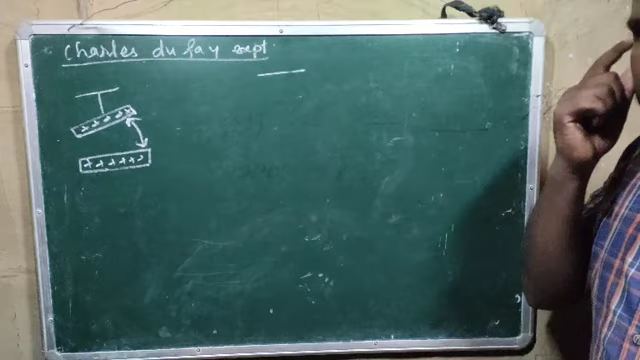 Charles du fay expt
+ + + + +
+ + + + + +